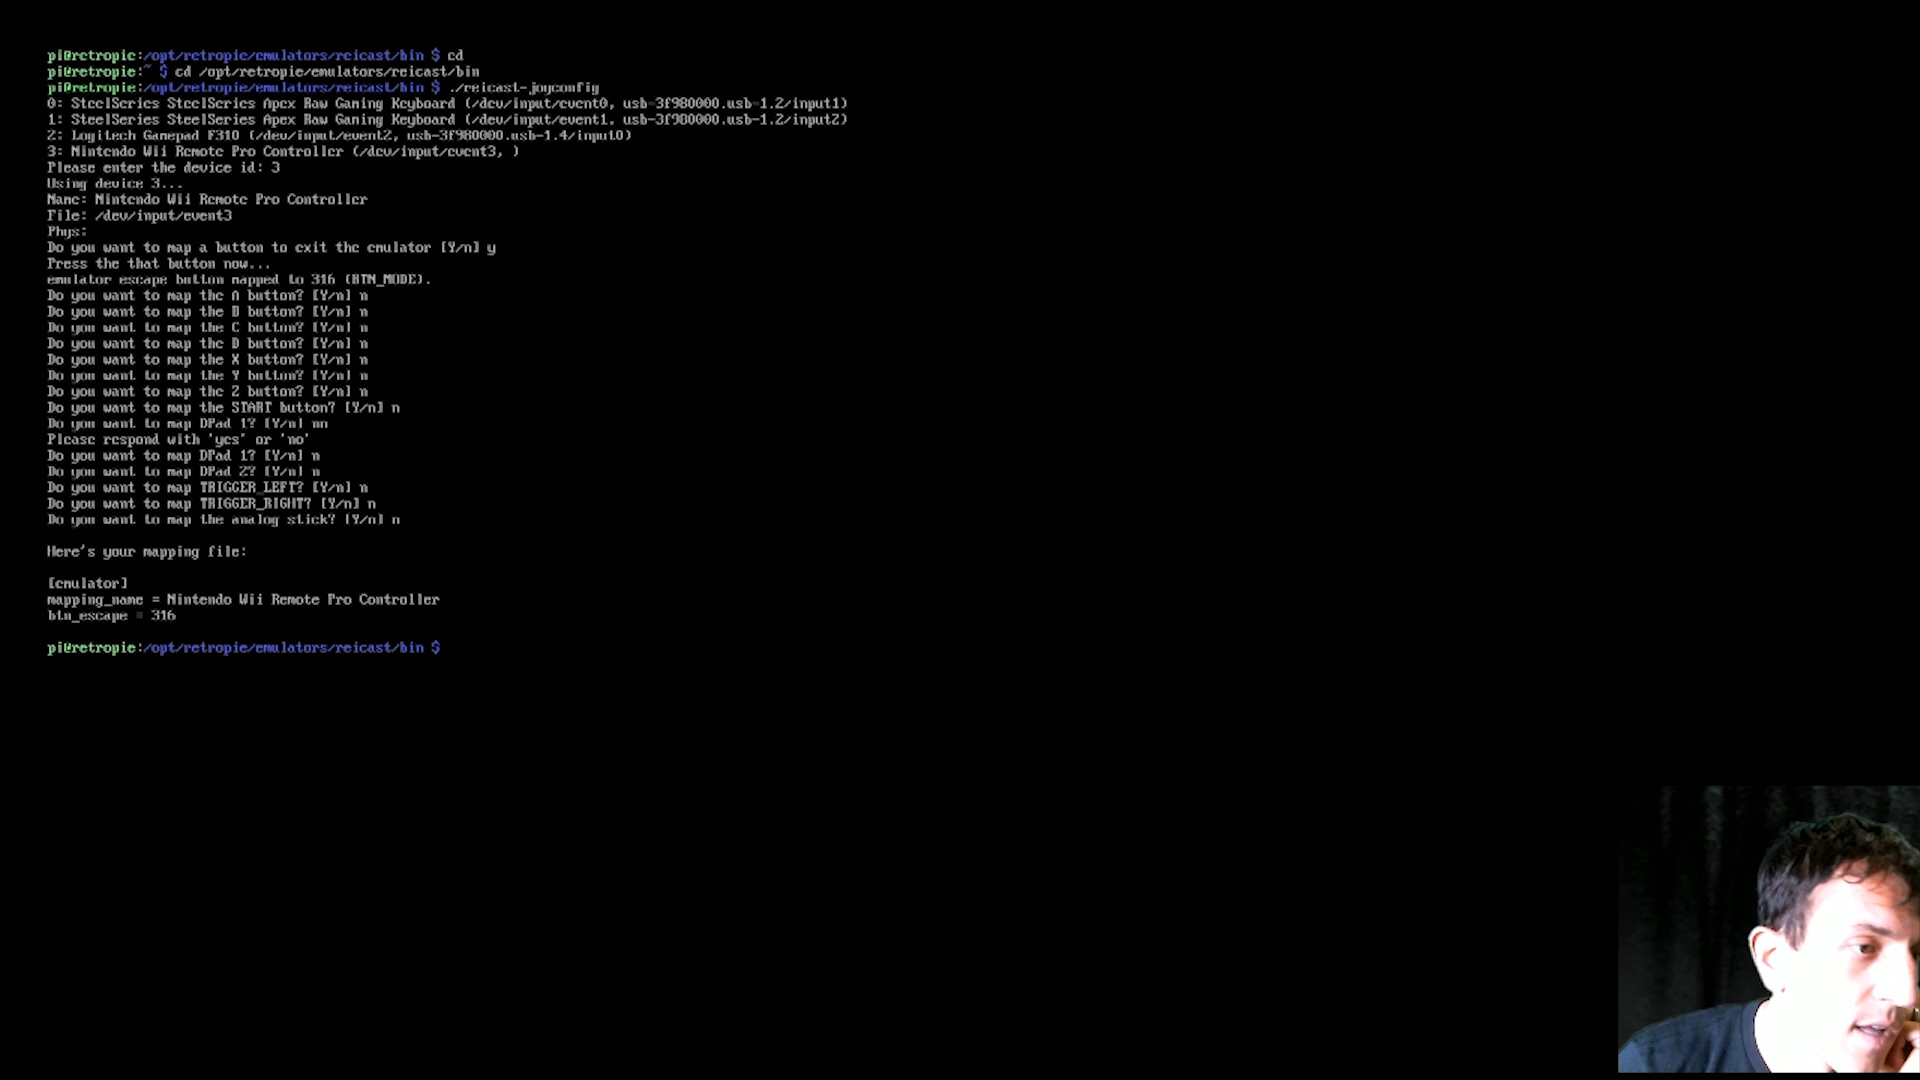 pi@retropie:/opt/retropie/emulators/reicast/bin $ cd
pi@retropie:~ $ cd /opt/retropie/emulators/reicast/bin
pi@retropie:/opt/retropie/emulators/reicast/bin $ ./reicast-joyconfig
0: SteelSeries SteelSeries Apex Raw Gaming Keyboard (/dev/input/event0, usb-3f980000.usb-1.2/input1)
1: SteelSeries SteelSeries Apex Raw Gaming Keyboard (/dev/input/event1, usb-3f980000.usb-1.2/input2)
2: Logitech Gamepad F310 (/dev/input/event2, usb-3f980000.usb-1.4/input0)
3: Nintendo Wii Remote Pro Controller (/dev/input/event3, )
Please enter the device id: 3
Using device 3...
Name: Nintendo Wii Remote Pro Controller
File: /dev/input/event3
Phys:
Do you want to map a button to exit the emulator [Y/n] y
Press the that button now...
emulator escape button mapped to 316 (BTN_MODE).
Do you want to map the A button? [Y/n] n
Do you want to map the B button? [Y/n] n
Do you want to map the C button? [Y/n] n
Do you want to map the D button? [Y/n] n
Do you want to map the X button? [Y/n] n
Do you want to map the Y button? [Y/n] n
Do you want to map the Z button? [Y/n] n
Do you want to map the START button? [Y/n] n
Do you want to map DPad 1? [Y/n] nn
Please respond with 'yes' or 'no'
Do you want to map DPad 1? [Y/n] n
Do you want to map DPad 2? [Y/n] n
Do you want to map TRIGGER_LEFT? [Y/n] n
Do you want to map TRIGGER_RIGHT? [Y/n] n
Do you want to map the analog stick? [Y/n] n
Here's your mapping file:
[emulator]
mapping_name = Nintendo Wii Remote Pro Controller
btn_escape = 316
pi@retropie:/opt/retropie/emulators/reicast/bin $